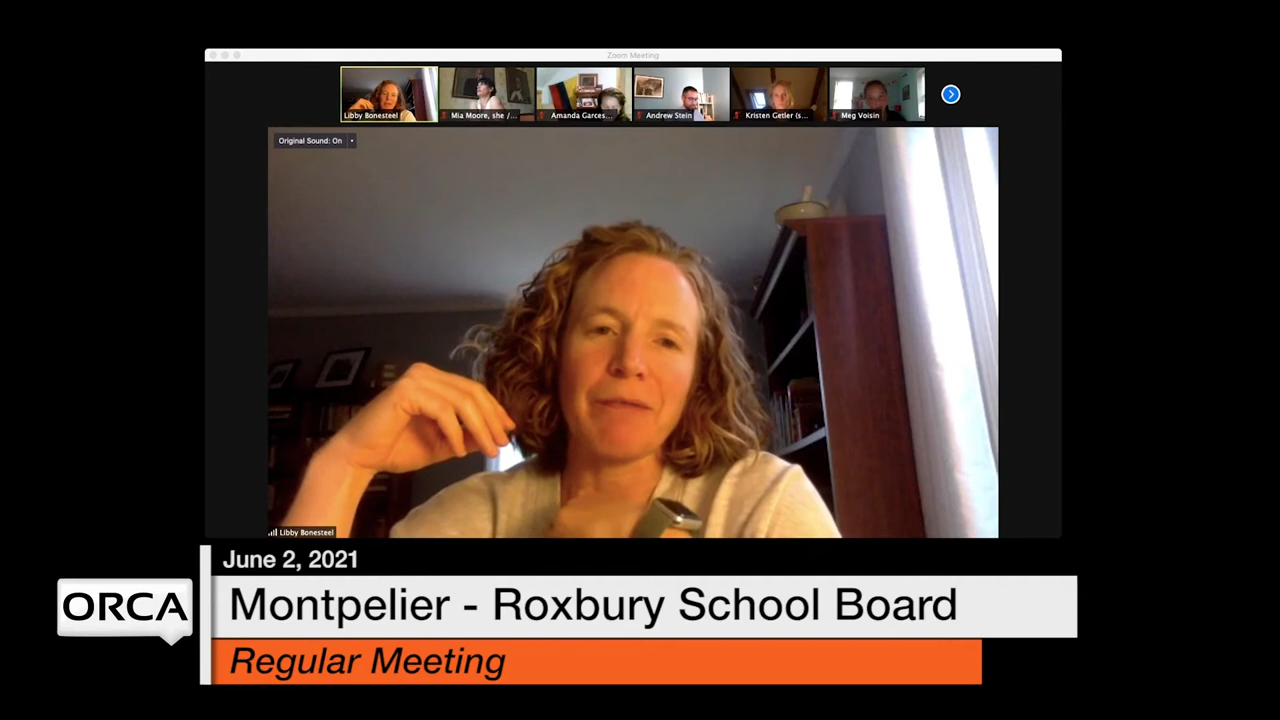 Zoom Meeting
Libby Bonesteel
Mia Moore, she /...
Amanda Garces...
Andrew Stein
Kristen Getler (s...
Meg Voisin
Original Sound: On
Libby Bonesteel
June 2, 2021
ORCA
Montpelier - Roxbury School Board
Regular Meeting